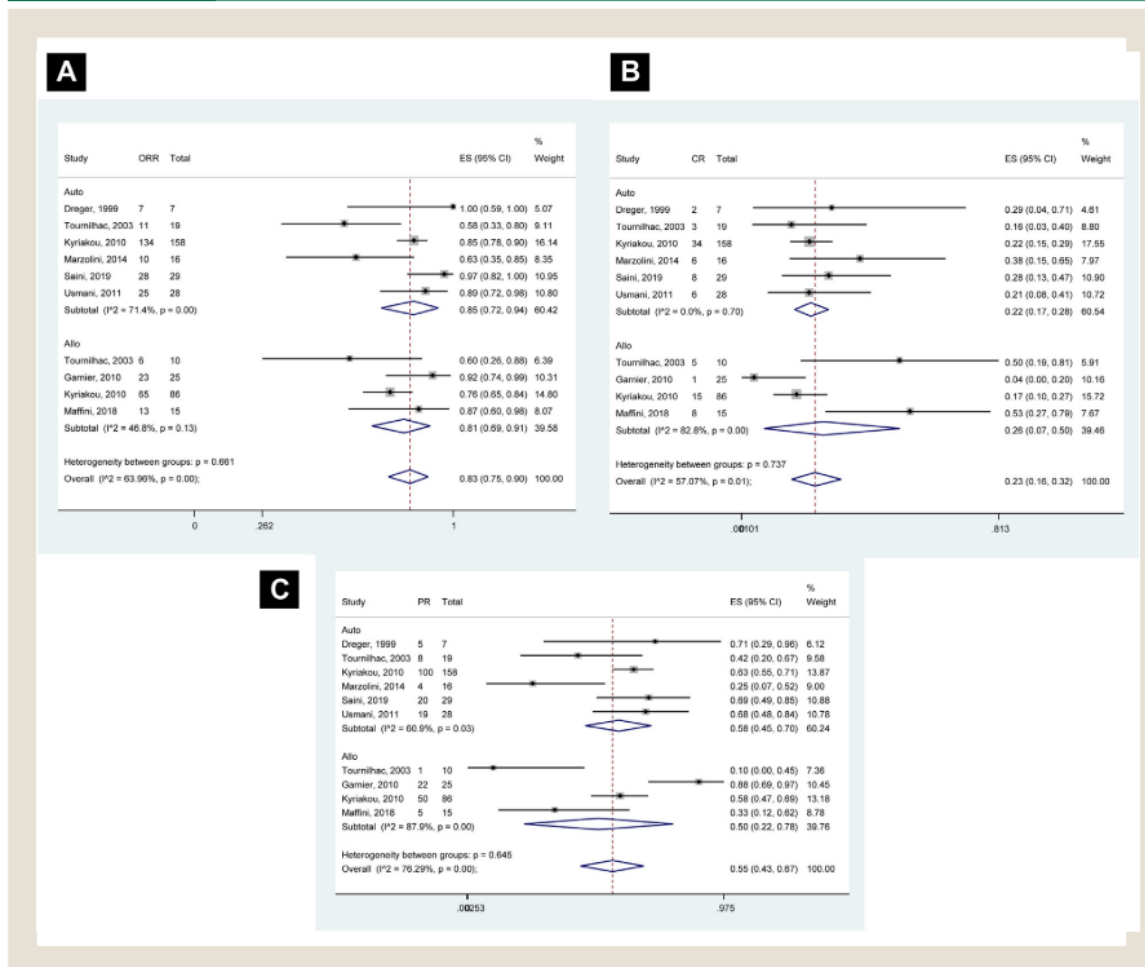 A
%
Study ORR Total ES (95% CI) Weight
Auto
Dreger, 1999 7 7 1.00 (0.59, 1.00) 5.07
Tournilhac, 2003 11 19 0.58 (0.33, 0.80) 9.11
Kyriakou, 2010 134 158 0.85 (0.78, 0.90) 16.14
Marzolini, 2014 10 16 0.63 (0.35, 0.85) 8.35
Saini, 2019 28 29 0.97 (0.82, 1.00) 10.95
Usmani, 2011 25 28 0.89 (0.72, 0.98) 10.80
Subtotal (I^2 = 71.4%, p = 0.00) 0.85 (0.72, 0.94) 60.42
Allo
Tournilhac, 2003 6 10 0.60 (0.26, 0.88) 6.39
Garnier, 2010 23 25 0.92 (0.74, 0.99) 10.31
Kyriakou, 2010 65 86 0.76 (0.65, 0.84) 14.80
Maffini, 2018 13 15 0.87 (0.60, 0.98) 8.07
Subtotal (I^2 = 46.8%, p = 0.13) 0.81 (0.69, 0.91) 39.58
Heterogeneity between groups: p = 0.661
Overall (I^2 = 63.96%, p = 0.00); 0.83 (0.75, 0.90) 100.00
0 .262 1
B
%
Study CR Total ES (95% CI) Weight
Auto
Dreger, 1999 2 7 0.29 (0.04, 0.71) 4.61
Tournilhac, 2003 3 19 0.16 (0.03, 0.40) 8.80
Kyriakou, 2010 34 158 0.22 (0.15, 0.29) 17.55
Marzolini, 2014 6 16 0.38 (0.15, 0.65) 7.97
Saini, 2019 8 29 0.28 (0.13, 0.47) 10.90
Usmani, 2011 6 28 0.21 (0.08, 0.41) 10.72
Subtotal (I^2 = 0.0%, p = 0.70) 0.22 (0.17, 0.28) 60.54
Allo
Tournilhac, 2003 5 10 0.50 (0.19, 0.81) 5.91
Garnier, 2010 1 25 0.04 (0.00, 0.20) 10.16
Kyriakou, 2010 15 86 0.17 (0.10, 0.27) 15.72
Maffini, 2018 8 15 0.53 (0.27, 0.79) 7.67
Subtotal (I^2 = 82.8%, p = 0.00) 0.26 (0.07, 0.50) 39.46
Heterogeneity between groups: p = 0.737
Overall (I^2 = 57.07%, p = 0.01); 0.23 (0.16, 0.32) 100.00
.813
C
%
Study PR Total ES (95% CI) Weight
Auto
Dreger, 1999 5 7 0.71 (0.29, 0.96) 6.12
Tournilhac, 2003 8 19 0.42 (0.20, 0.67) 9.58
Kyriakou, 2010 100 158 0.63 (0.55, 0.71) 13.87
Marzolini, 2014 4 16 0.25 (0.07, 0.52) 9.00
Saini, 2019 20 29 0.69 (0.49, 0.85) 10.88
Usmani, 2011 19 28 0.68 (0.48, 0.84) 10.78
Subtotal (I^2 = 60.9%, p = 0.03) 0.58 (0.45, 0.70) 60.24
Allo
Tournilhac, 2003 1 10 0.10 (0.00, 0.45) 7.36
Garnier, 2010 22 25 0.88 (0.69, 0.97) 10.45
Kyriakou, 2010 50 86 0.58 (0.47, 0.69) 13.18
Maffini, 2018 5 15 0.33 (0.12, 0.62) 8.78
Subtotal (I^2 = 87.9%, p = 0.00) 0.50 (0.22, 0.78) 39.76
Heterogeneity between groups: p = 0.645
Overall (I^2 = 76.29%, p = 0.00); 0.55 (0.43, 0.67) 100.00
.975